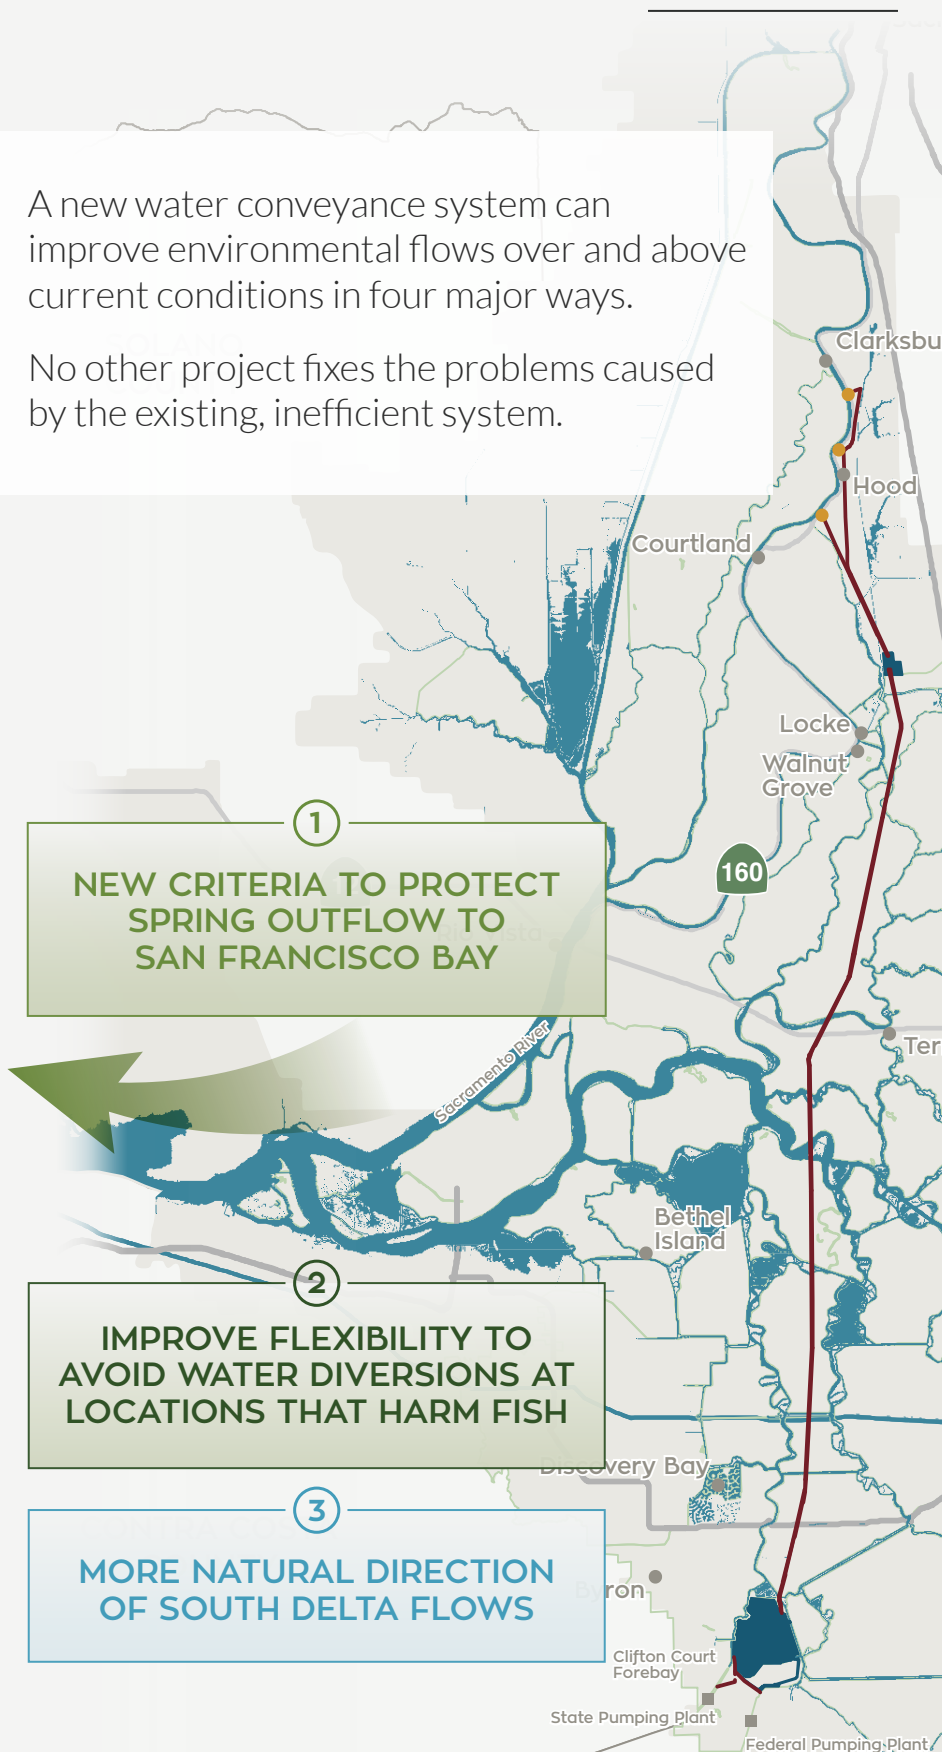 A new water conveyance system can
improve environmental flows over and above
current conditions in four major ways.
No other project fixes the problems caused
by the existing, inefficient system.
Clarksbu
Hood
Courtland
Locke
Walnut
Grove
160
1
NEW CRITERIA TO PROTECT
SPRING OUTFLOW TO
SAN FRANCISCO BAY
Rio Vista
Sacramento River
Ter
Bethel
Island
2
IMPROVE FLEXIBILITY TO
AVOID WATER DIVERSIONS AT
LOCATIONS THAT HARM FISH
Discovery Bay
3
MORE NATURAL DIRECTION
OF SOUTH DELTA FLOWS
Byron
Clifton Court
Forebay
State Pumping Plant
Federal Pumping Plant